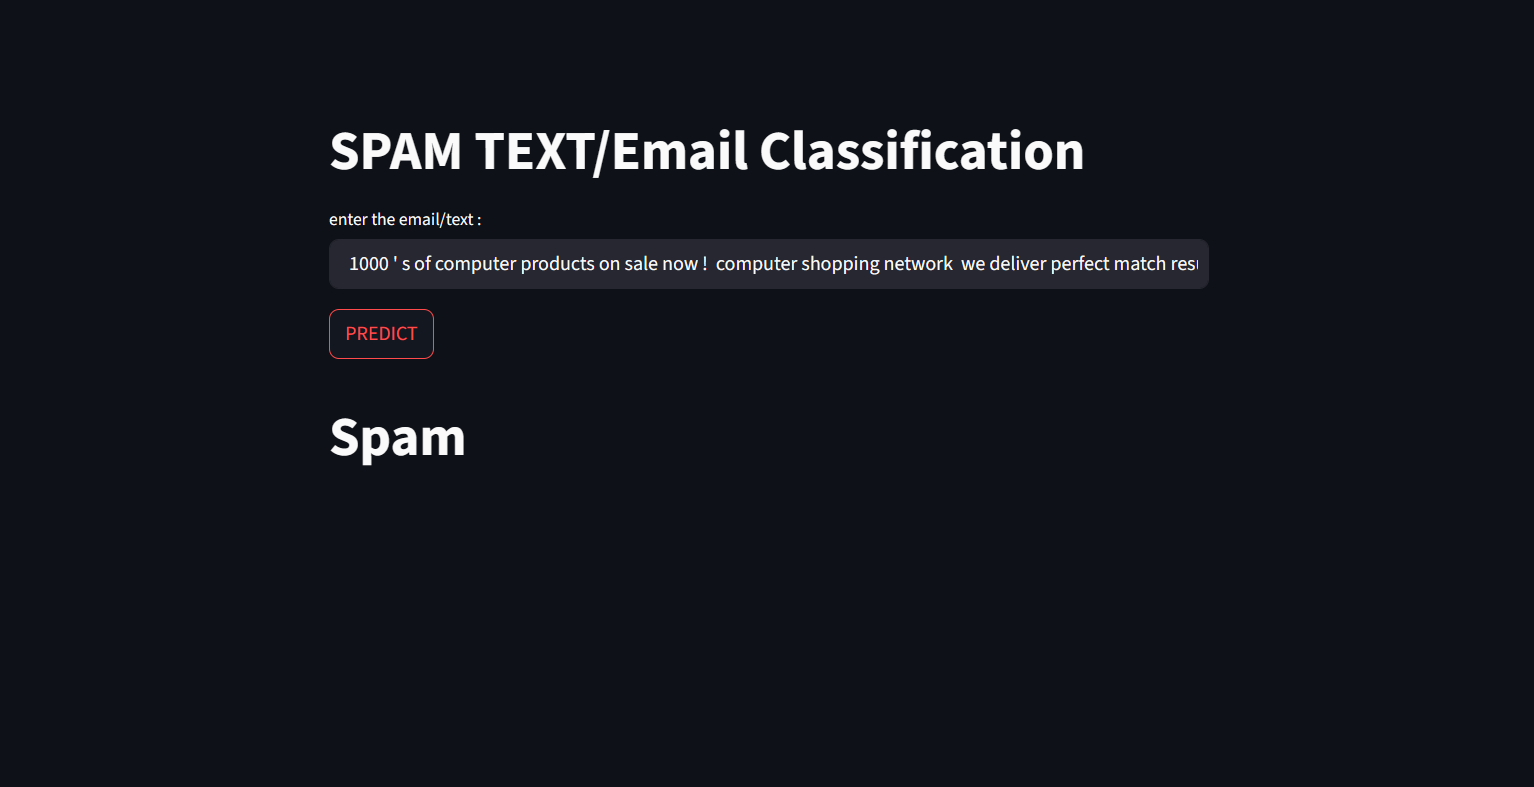 SPAM TEXT/Email Classification
enter the email/text :
1000 ' s of computer products on sale now ! computer shopping network we deliver perfect match
PREDICT
Spam